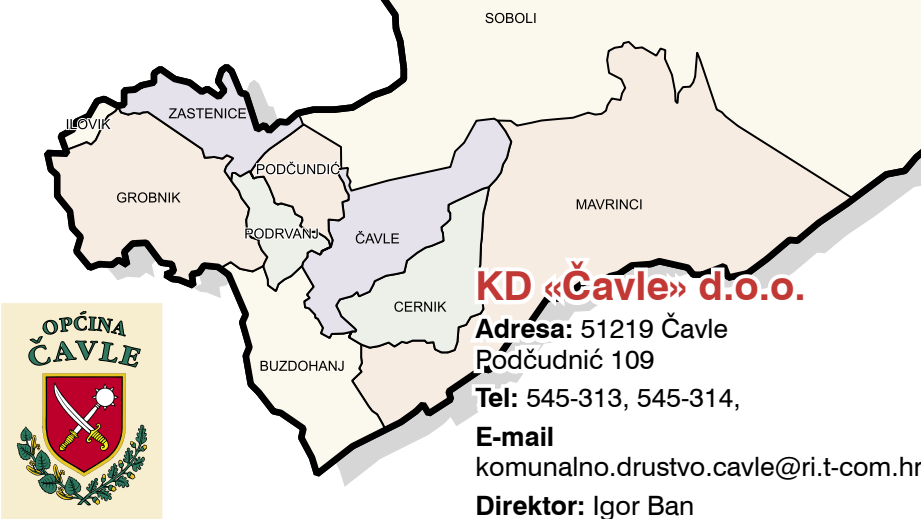 SOBOLI
ZASTENICE
ILOVIK
PODČUNDIĆ
GROBNIK
MAVRINCI
PODRVANJ
ČAVLE
CERNIK
BUZDOHANJ
OPĆINA
ČAVLE
KD «Čavle» d.o.o.
Adresa: 51219 Čavle
Podčudnić 109
Tel: 545-313, 545-314,
E-mail
komunalno.drustvo.cavle@ri.t-com.hr
Direktor: Igor Ban